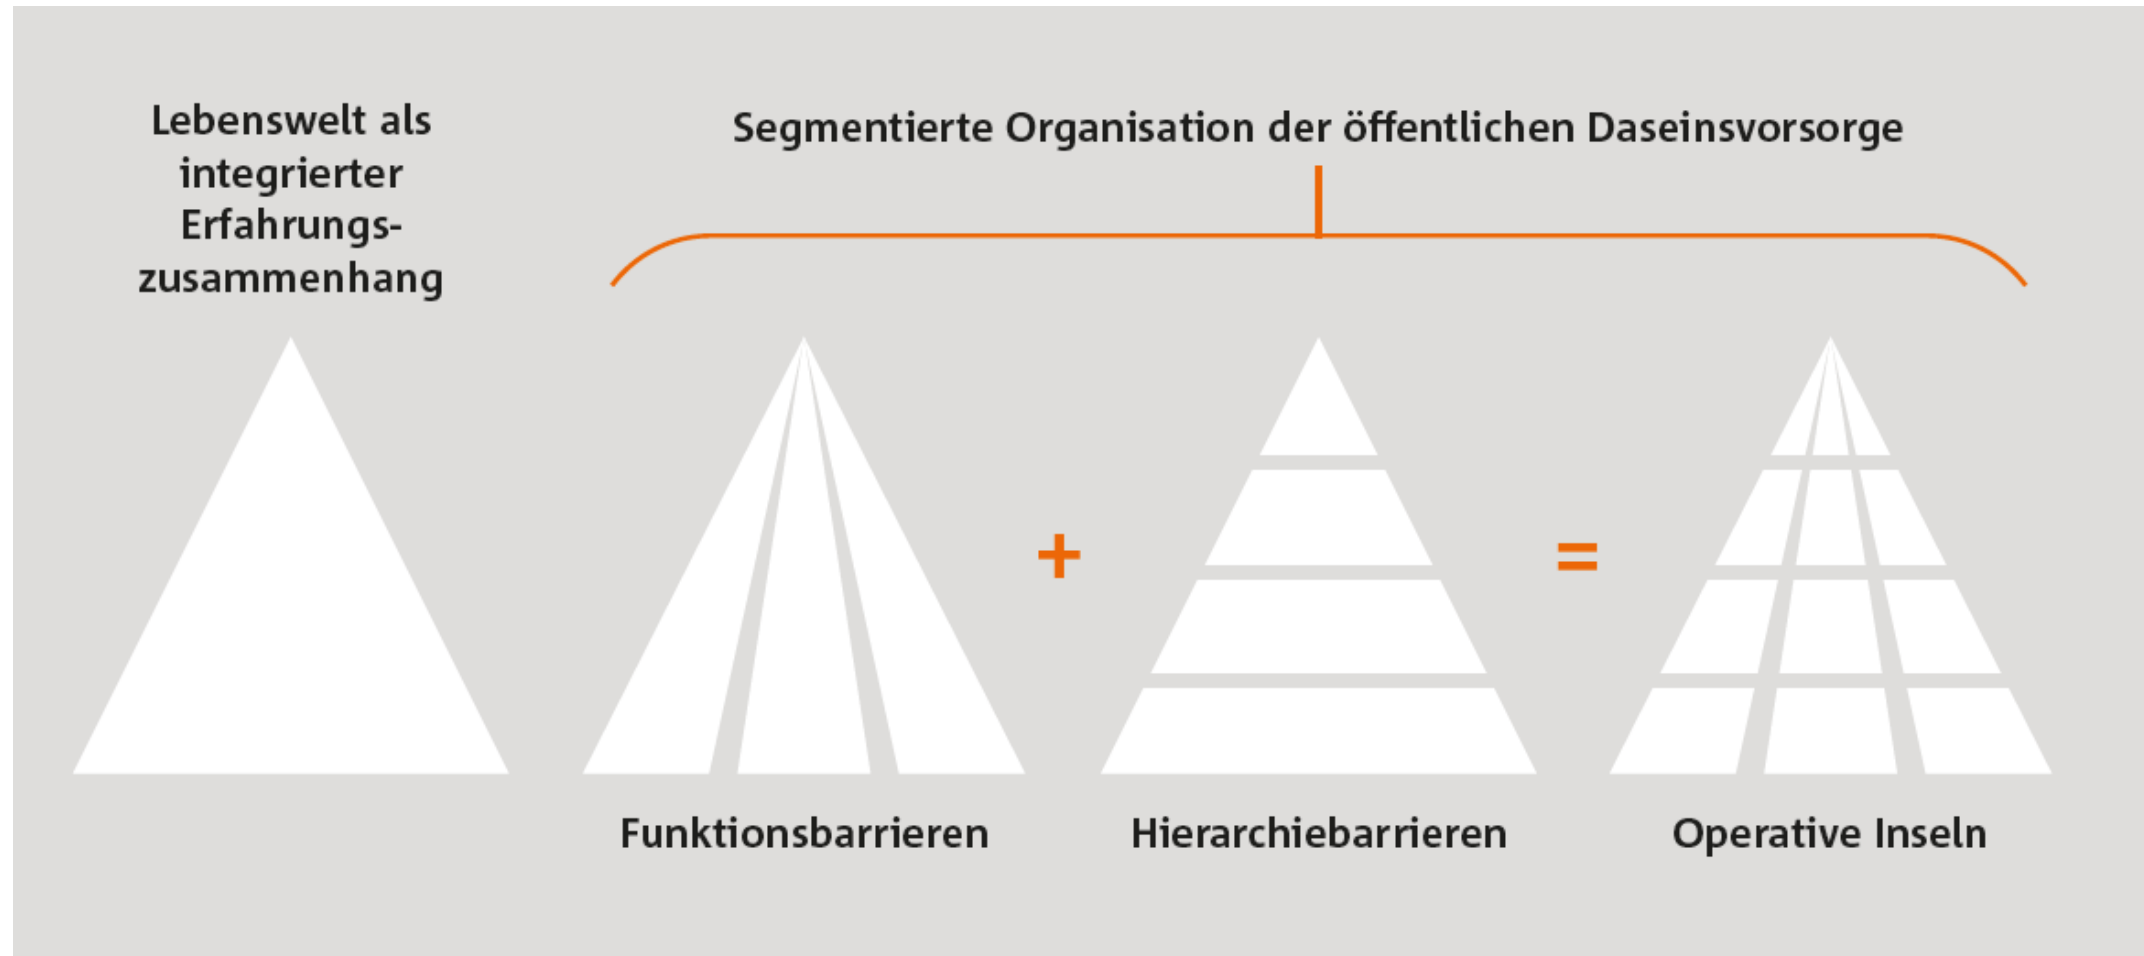 Lebenswelt als
integrierter
Erfahrungs-
zusammenhang
Segmentierte Organisation der öffentlichen Daseinsvorsorge
+
=
Funktionsbarrieren
Hierarchiebarrieren
Operative Inseln